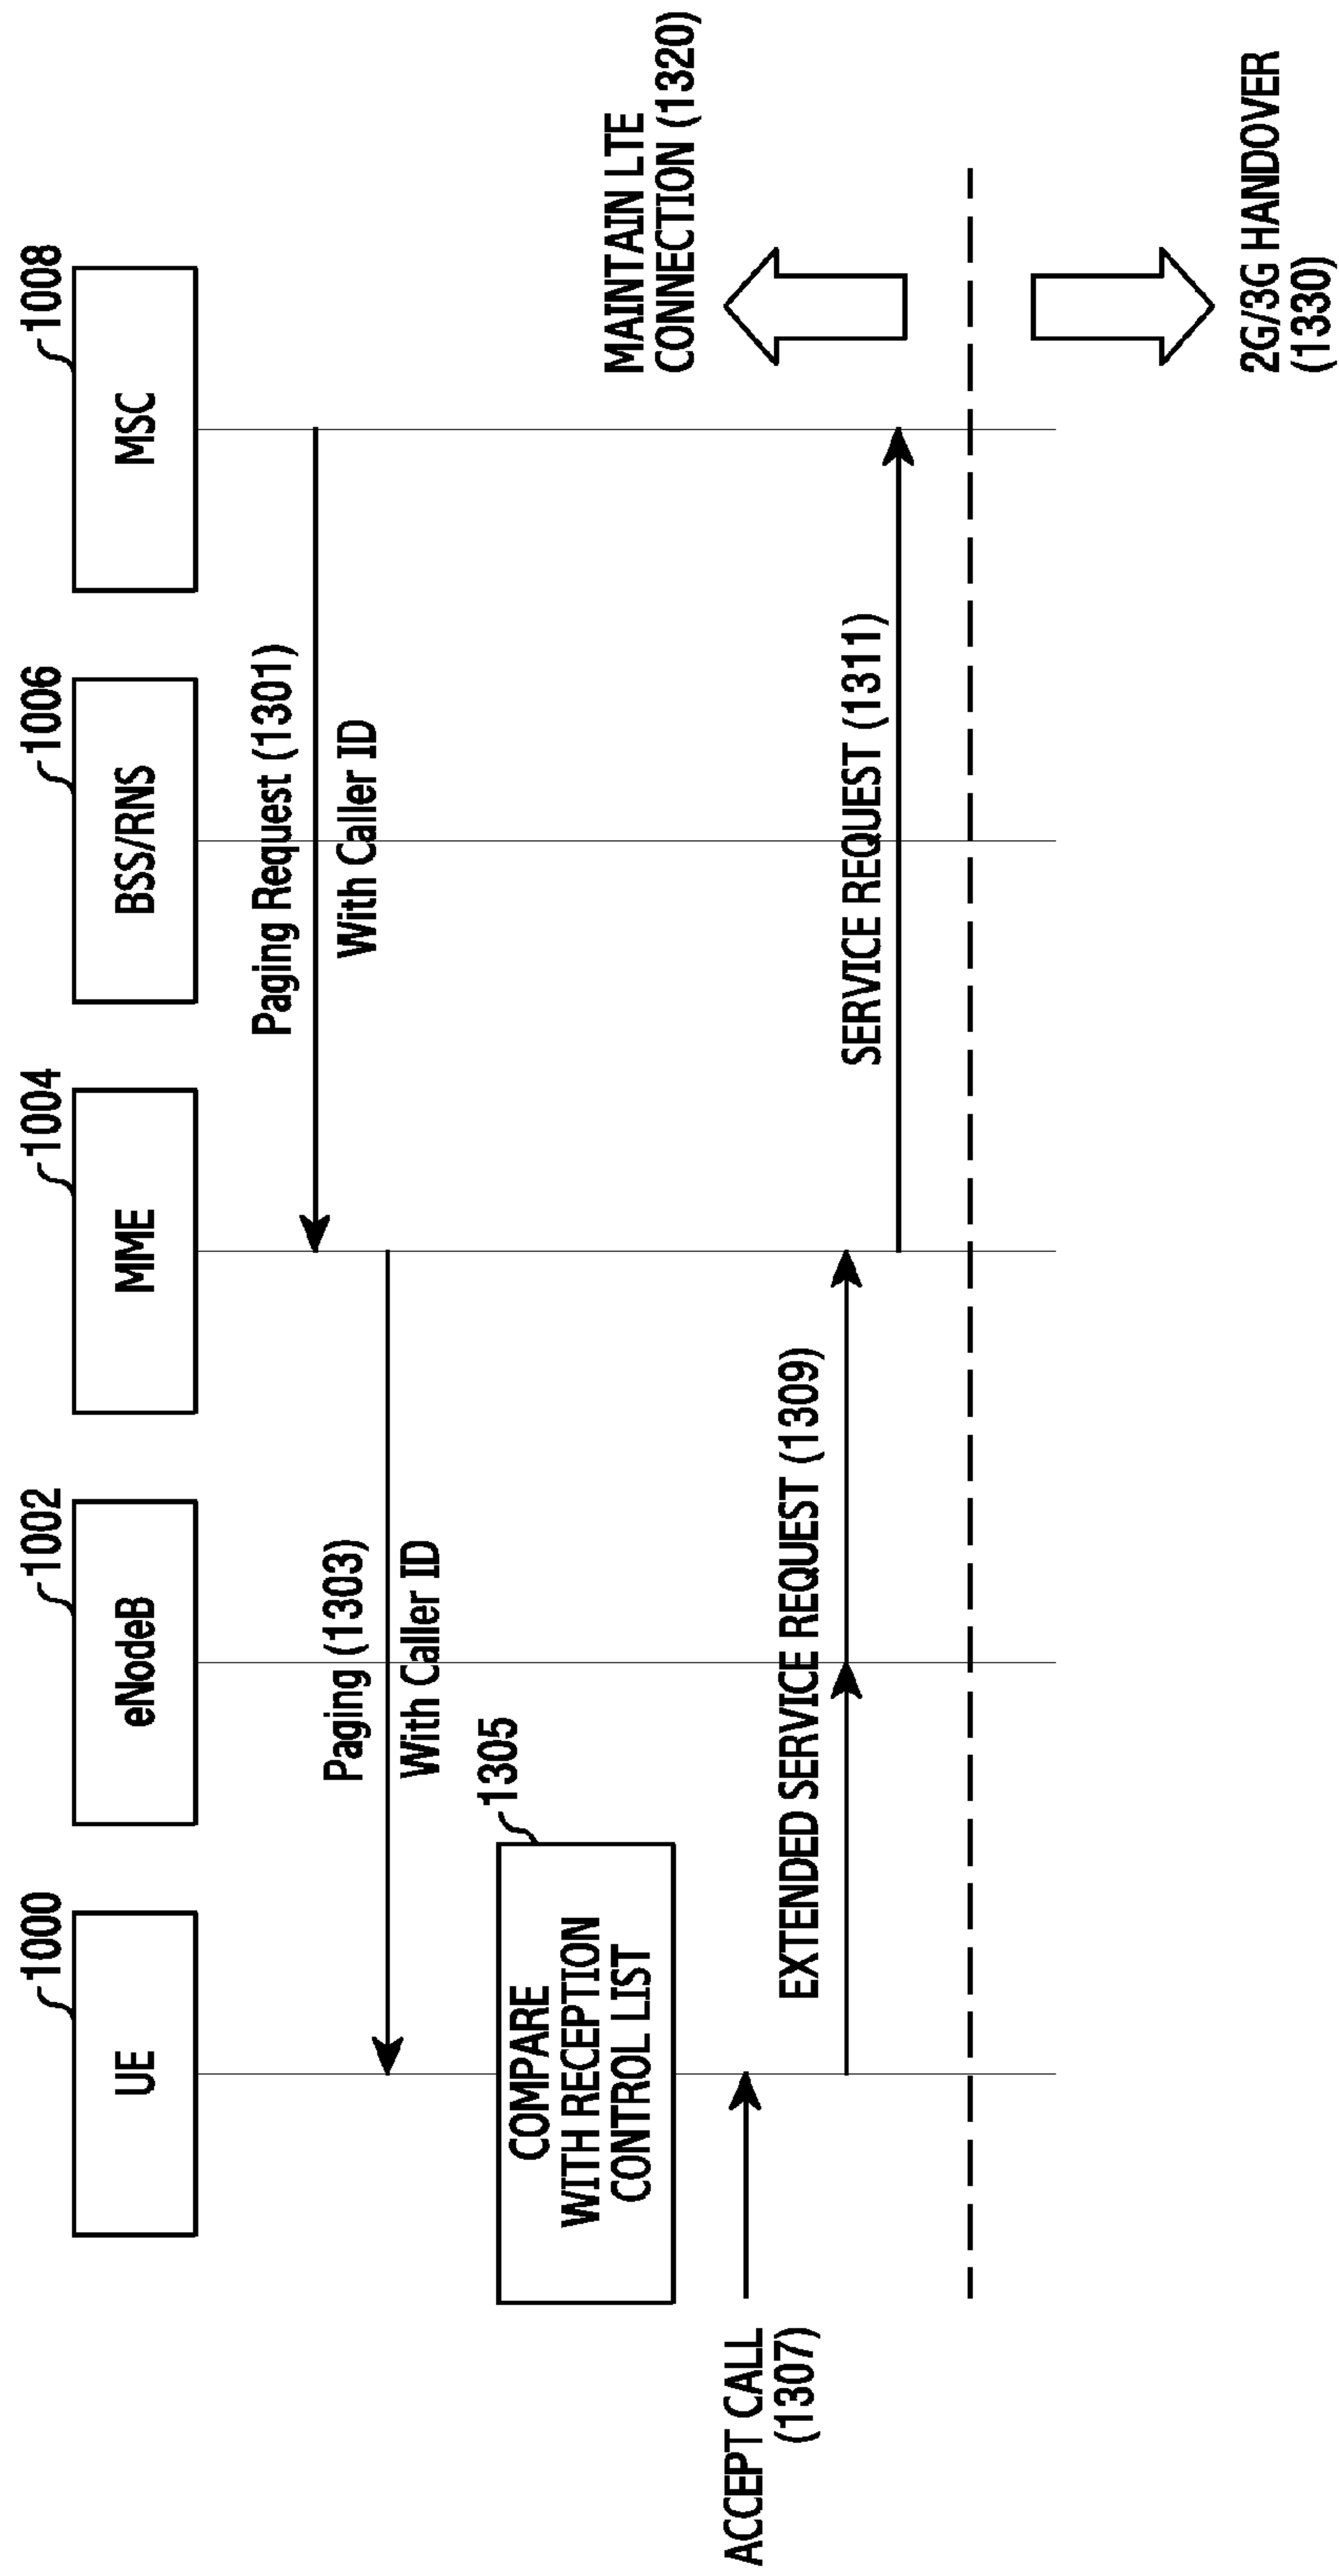 1000
1002
1004
1006
1008
UE
eNodeB
MME
BSS/RNS
MSC
Paging Request (1301)
With Caller ID
Paging (1303)
With Caller ID
1305
COMPARE
WITH RECEPTION
CONTROL LIST
MAINTAIN LTE
CONNECTION (1320)
ACCEPT CALL
(1307)
EXTENDED SERVICE REQUEST (1309)
SERVICE REQUEST (1311)
2G/3G HANDOVER
(1330)